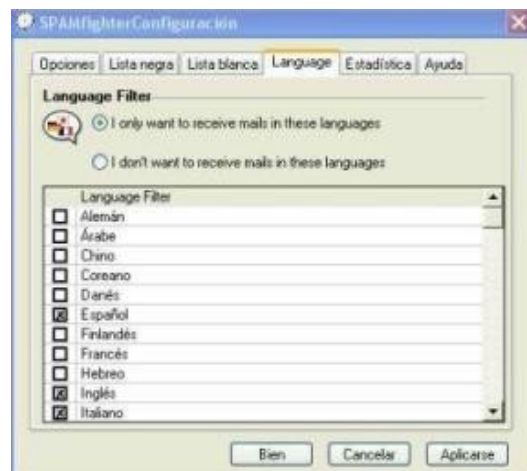 SPAMfighterConfiguración
Opciones Lista negra Lista blanca Language Estadística Ayuda
Language Filter
I only want to receive mails in these languages
I don't want to receive mails in these languages
Language Filter
Alemán
Árabe
Chino
Coreano
Danés
Español
Finlandés
Francés
Hebreo
Inglés
Italiano
Bien Cancelar Aplicarse